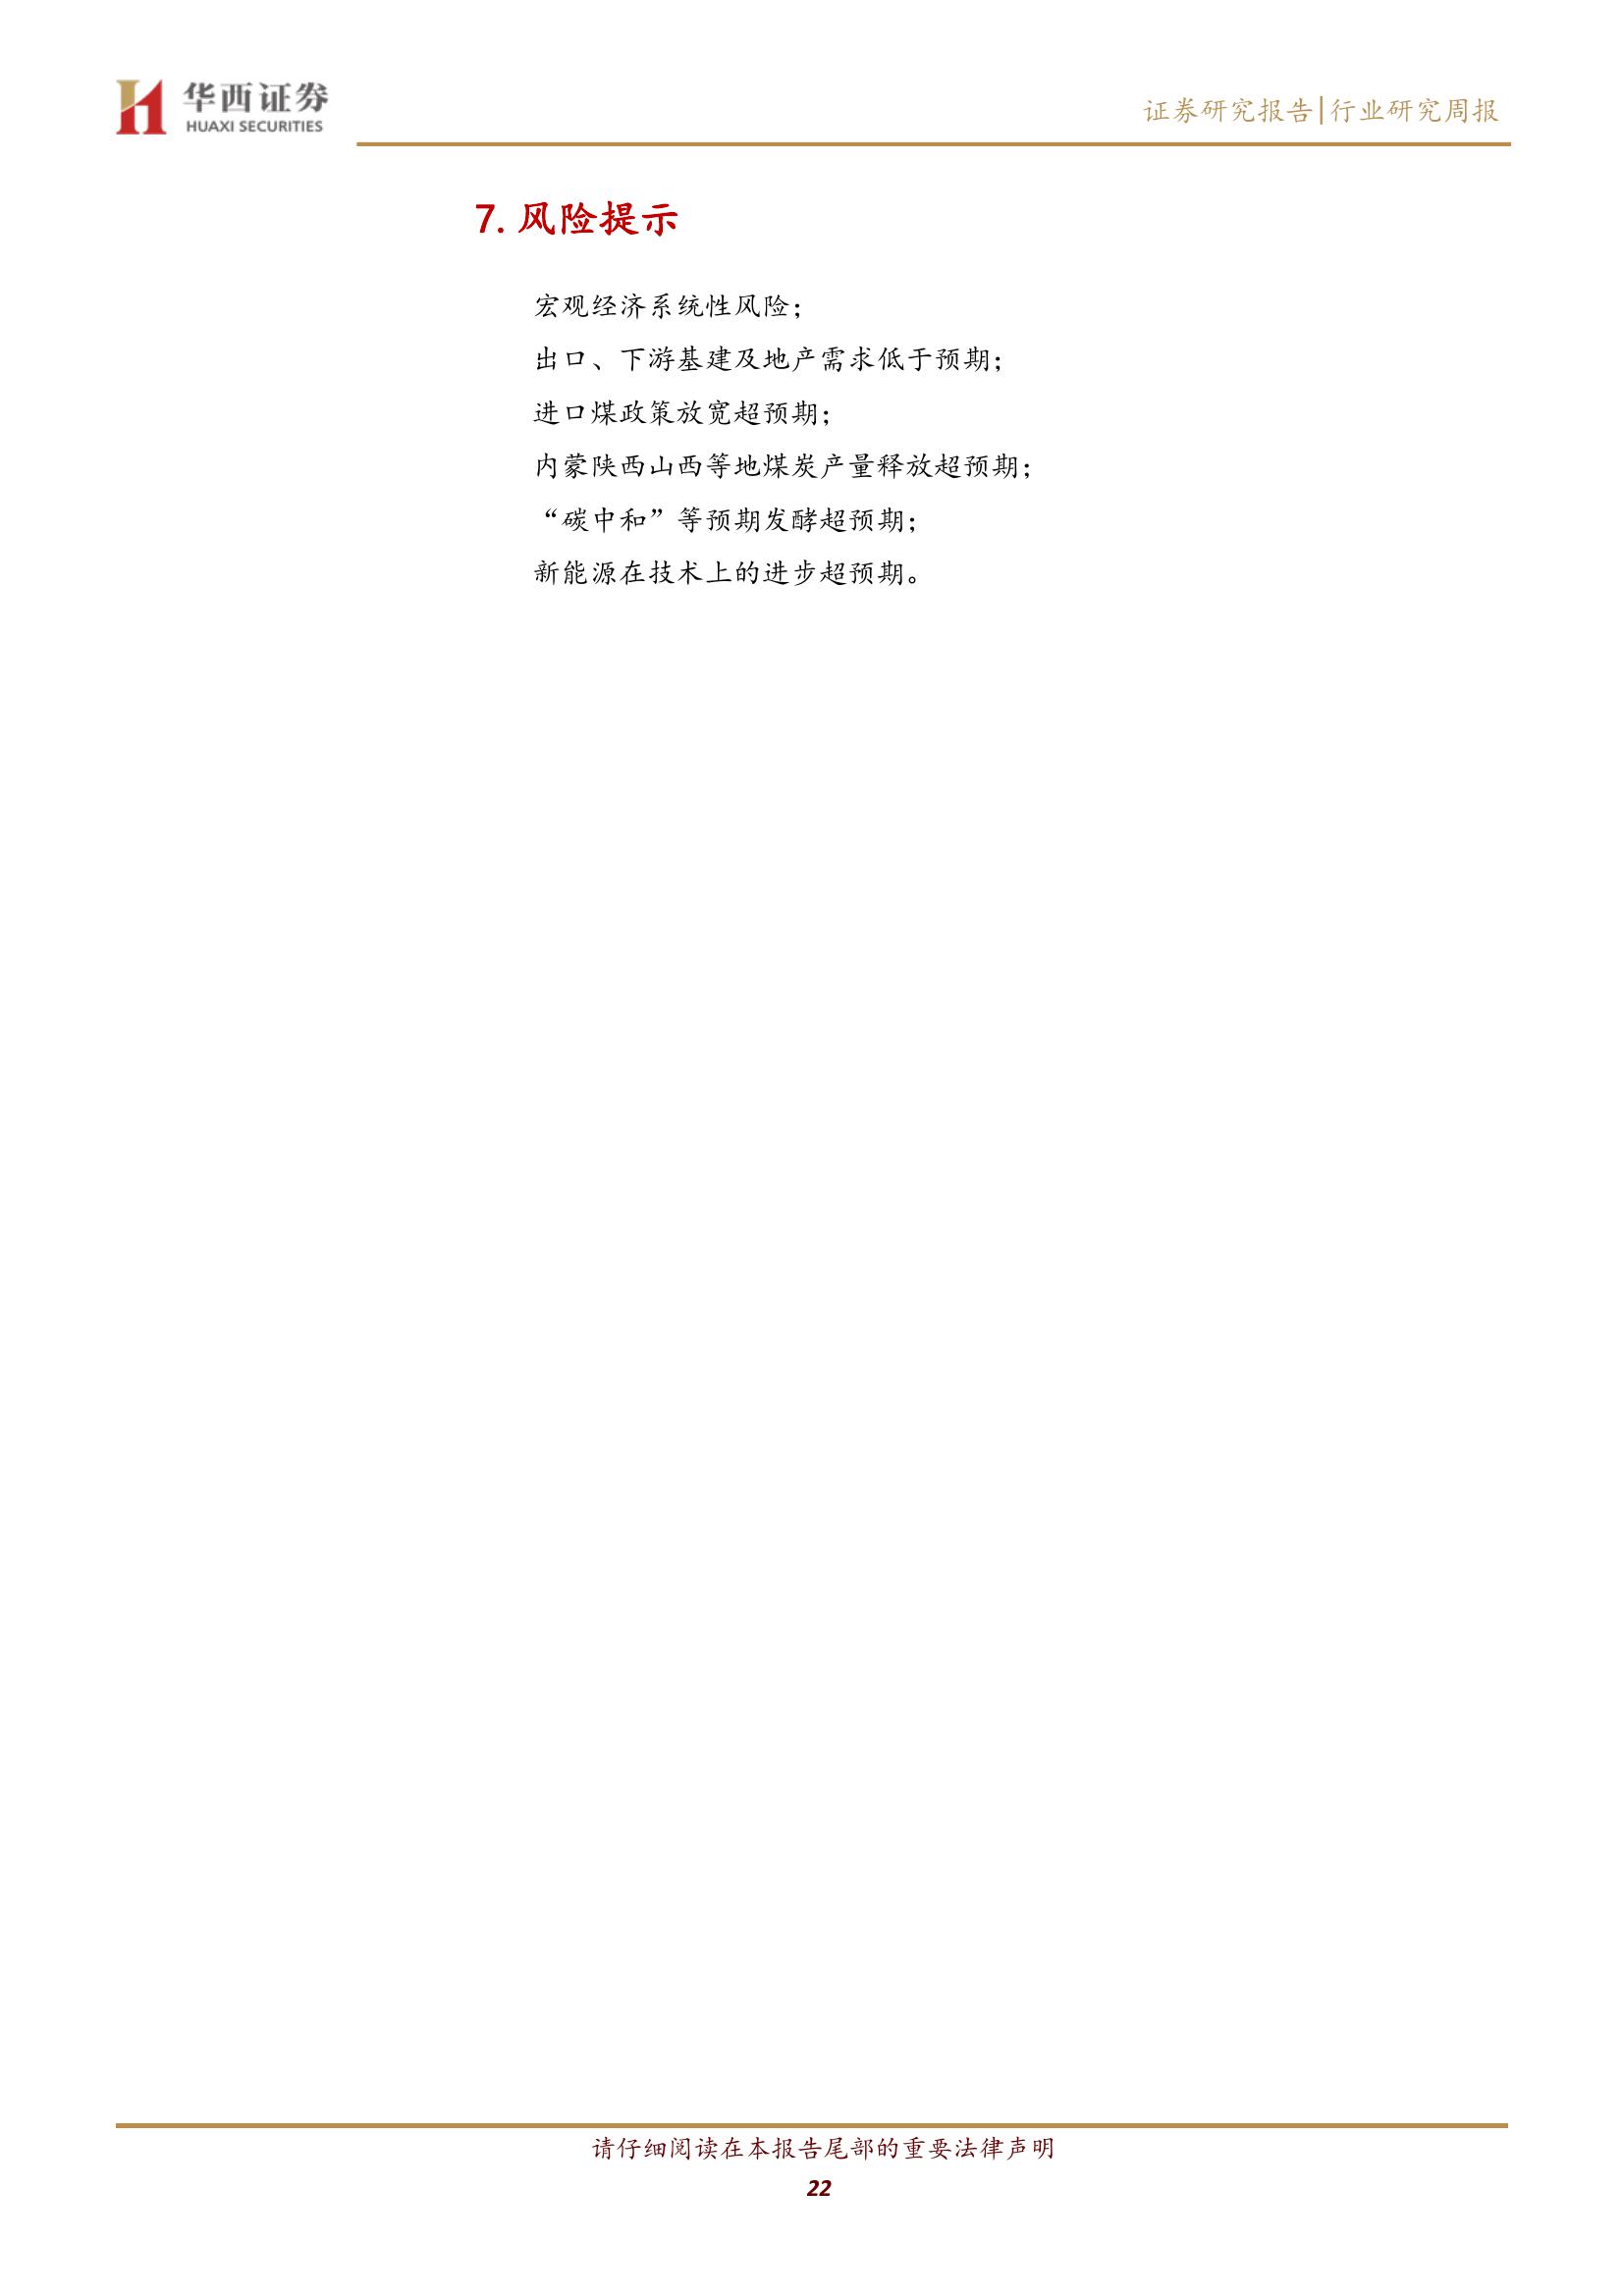 华西证券
HUAXI SECURITIES
证券研究报告|行业研究周报
7. 风险提示
宏观经济系统性风险；
出口、下游基建及地产需求低于预期；
进口煤政策放宽超预期；
内蒙陕西山西等地煤炭产量释放超预期；
“碳中和”等预期发酵超预期；
新能源在技术上的进步超预期。
请仔细阅读在本报告尾部的重要法律声明
22